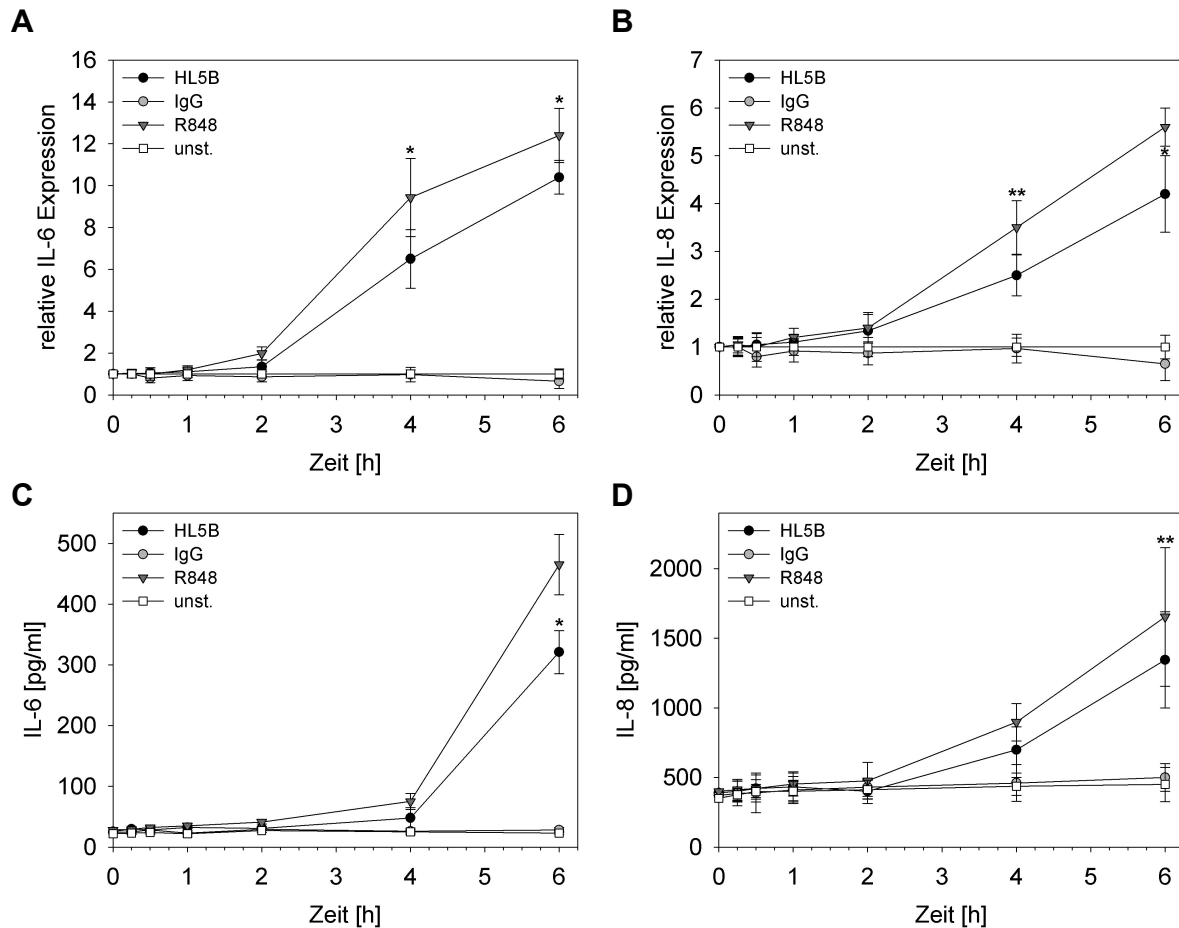 A
16
14
12
10
8
6
4
2
0
relative IL-6 Expression
HL5B
IgG
R848
unst.
*
*
0 1 2 3 4 5 6
Zeit [h]
B
7
6
5
4
3
2
1
0
relative IL-8 Expression
HL5B
IgG
R848
unst.
**
*
0 1 2 3 4 5 6
Zeit [h]
C
500
400
300
200
100
0
IL-6 [pg/ml]
HL5B
IgG
R848
unst.
*
0 1 2 3 4 5 6
Zeit [h]
D
2000
1500
1000
500
0
IL-8 [pg/ml]
HL5B
IgG
R848
unst.
**
0 1 2 3 4 5 6
Zeit [h]